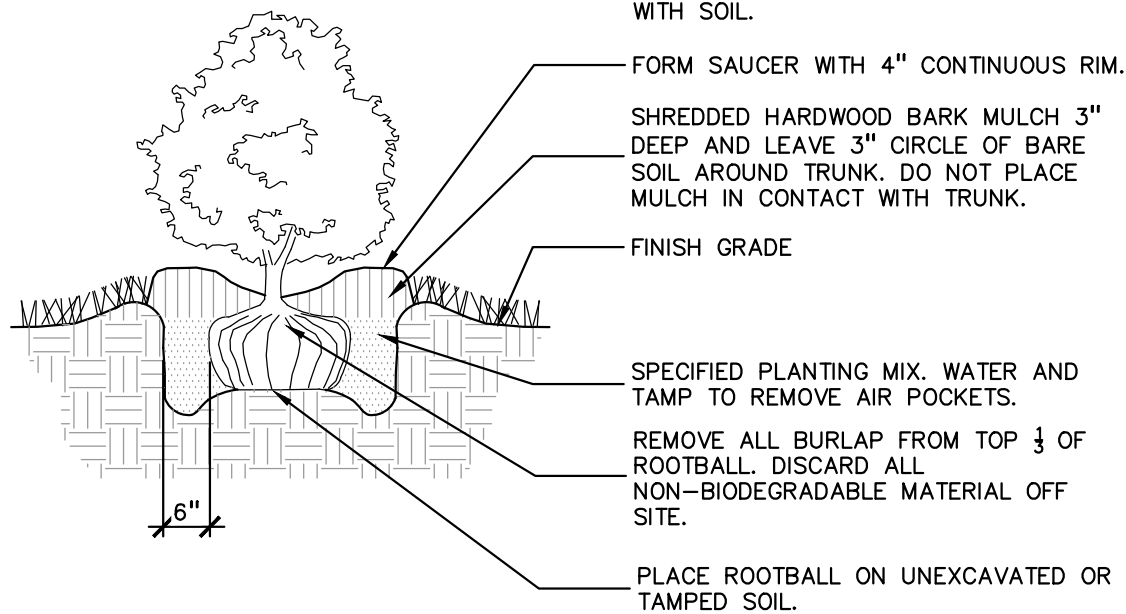 WITH SOIL.
FORM SAUCER WITH 4" CONTINUOUS RIM.
SHREDDED HARDWOOD BARK MULCH 3"
DEEP AND LEAVE 3" CIRCLE OF BARE
SOIL AROUND TRUNK. DO NOT PLACE
MULCH IN CONTACT WITH TRUNK.
FINISH GRADE
SPECIFIED PLANTING MIX. WATER AND
TAMP TO REMOVE AIR POCKETS.
REMOVE ALL BURLAP FROM TOP 1/3 OF
ROOTBALL. DISCARD ALL
NON-BIODEGRADABLE MATERIAL OFF
SITE.
6"
PLACE ROOTBALL ON UNEXCAVATED OR
TAMPED SOIL.